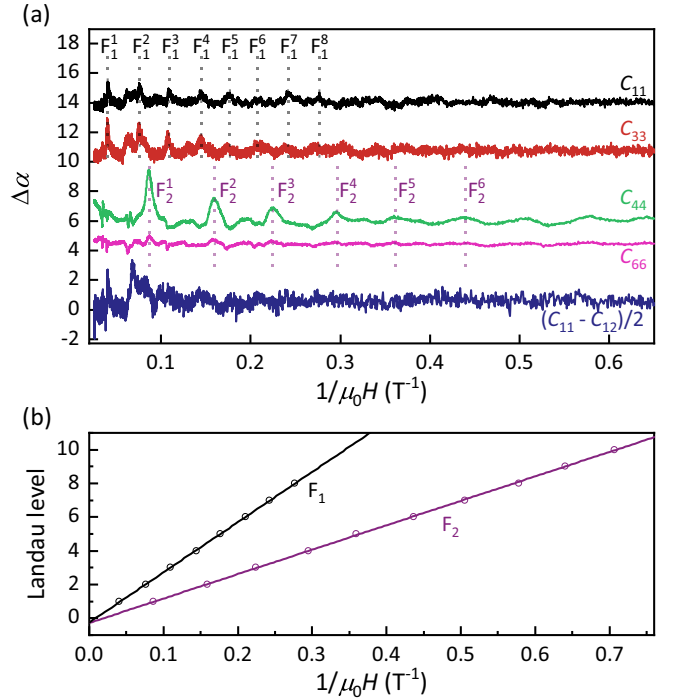 (a)
18
16
14
12
10
8
6
4
2
0
-2
Δα
F₁¹ F₁² F₁³ F₁⁴ F₁⁵ F₁⁶ F₁⁷ F₁⁸
C₁₁
C₃₃
F₂¹ F₂² F₂³ F₂⁴ F₂⁵ F₂⁶
C₄₄
C₆₆
(C₁₁ - C₁₂)/2
0.1 0.2 0.3 0.4 0.5 0.6
1/μ₀H (T⁻¹)
(b)
10
8
6
4
2
0
Landau level
F₁
F₂
0.0 0.1 0.2 0.3 0.4 0.5 0.6 0.7
1/μ₀H (T⁻¹)